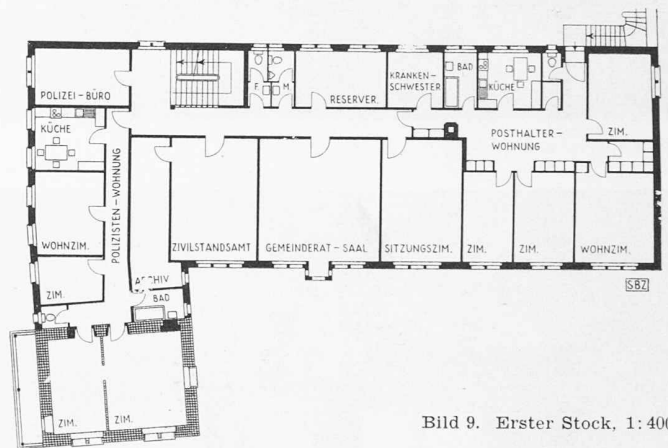 POLIZEI-BÜRO
F.
M
RESERVER.
KRANKEN-
SCHWESTER
BAD
KÜCHE
KÜCHE
POSTHALTER-
WOHNUNG
ZIM.
POLIZISTEN-WOHNUNG
WOHNZIM.
ZIVILSTANDSAMT
GEMEINDERAT-SAAL
SITZUNGSZIM.
ZIM.
ZIM.
WOHNZIM.
ZIM.
ARCHIV
BAD
SBZ
ZIM.
ZIM.
Bild 9. Erster Stock, 1:400